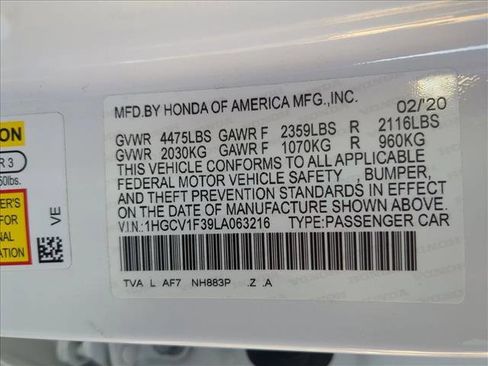 MFD.BY HONDA OF AMERICA MFG.,INC. 02/20
GVWR 4475LBS GAWR F 2359LBS R 2116LBS
GVWR 2030KG GAWR F 1070KG R 960KG
THIS VEHICLE CONFORMS TO ALL APPLICABLE
FEDERAL MOTOR VEHICLE SAFETY , BUMPER,
AND THEFT PREVENTION STANDARDS IN EFFECT
ON THE DATE OF MANUFACTURE SHOWN ABOVE.
V.I.N.:1HGCV1F39LA063216 TYPE:PASSENGER CAR
TVA L AF7 NH883P .Z .A
VE
R 3